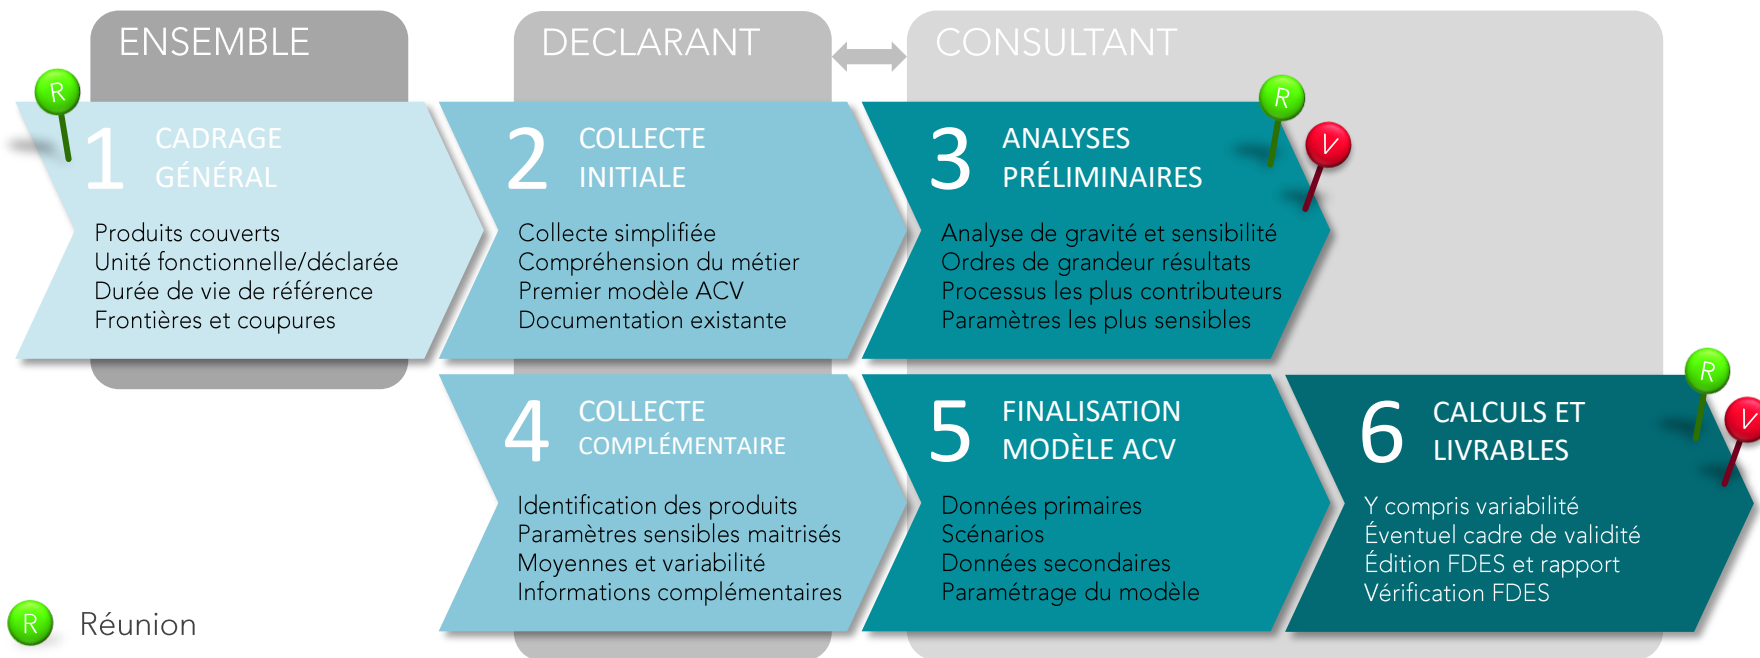 ENSEMBLE
DECLARANT
CONSULTANT
R
1
CADRAGE
GÉNÉRAL
Produits couverts
Unité fonctionnelle/déclarée
Durée de vie de référence
Frontières et coupures
2
COLLECTE
INITIALE
Collecte simplifiée
Compréhension du métier
Premier modèle ACV
Documentation existante
3
ANALYSES
PRÉLIMINAIRES
R
V
Analyse de gravité et sensibilité
Ordres de grandeur résultats
Processus les plus contributeurs
Paramètres les plus sensibles
4
COLLECTE
COMPLÉMENTAIRE
Identification des produits
Paramètres sensibles maitrisés
Moyennes et variabilité
Informations complémentaires
5
FINALISATION
MODÈLE ACV
Données primaires
Scénarios
Données secondaires
Paramétrage du modèle
6
CALCULS ET
LIVRABLES
R
V
Y compris variabilité
Éventuel cadre de validité
Édition FDES et rapport
Vérification FDES
R
Réunion